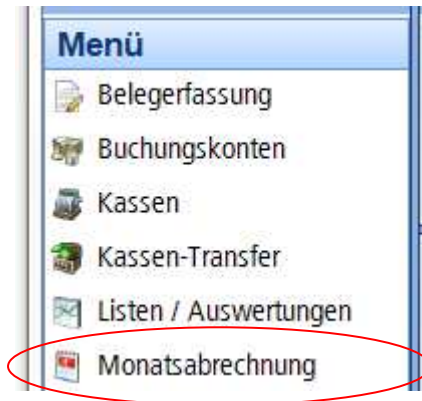 Menü
Belegerfassung
Buchungskonten
Kassen
Kassen-Transfer
Listen / Auswertungen
Monatsabrechnung